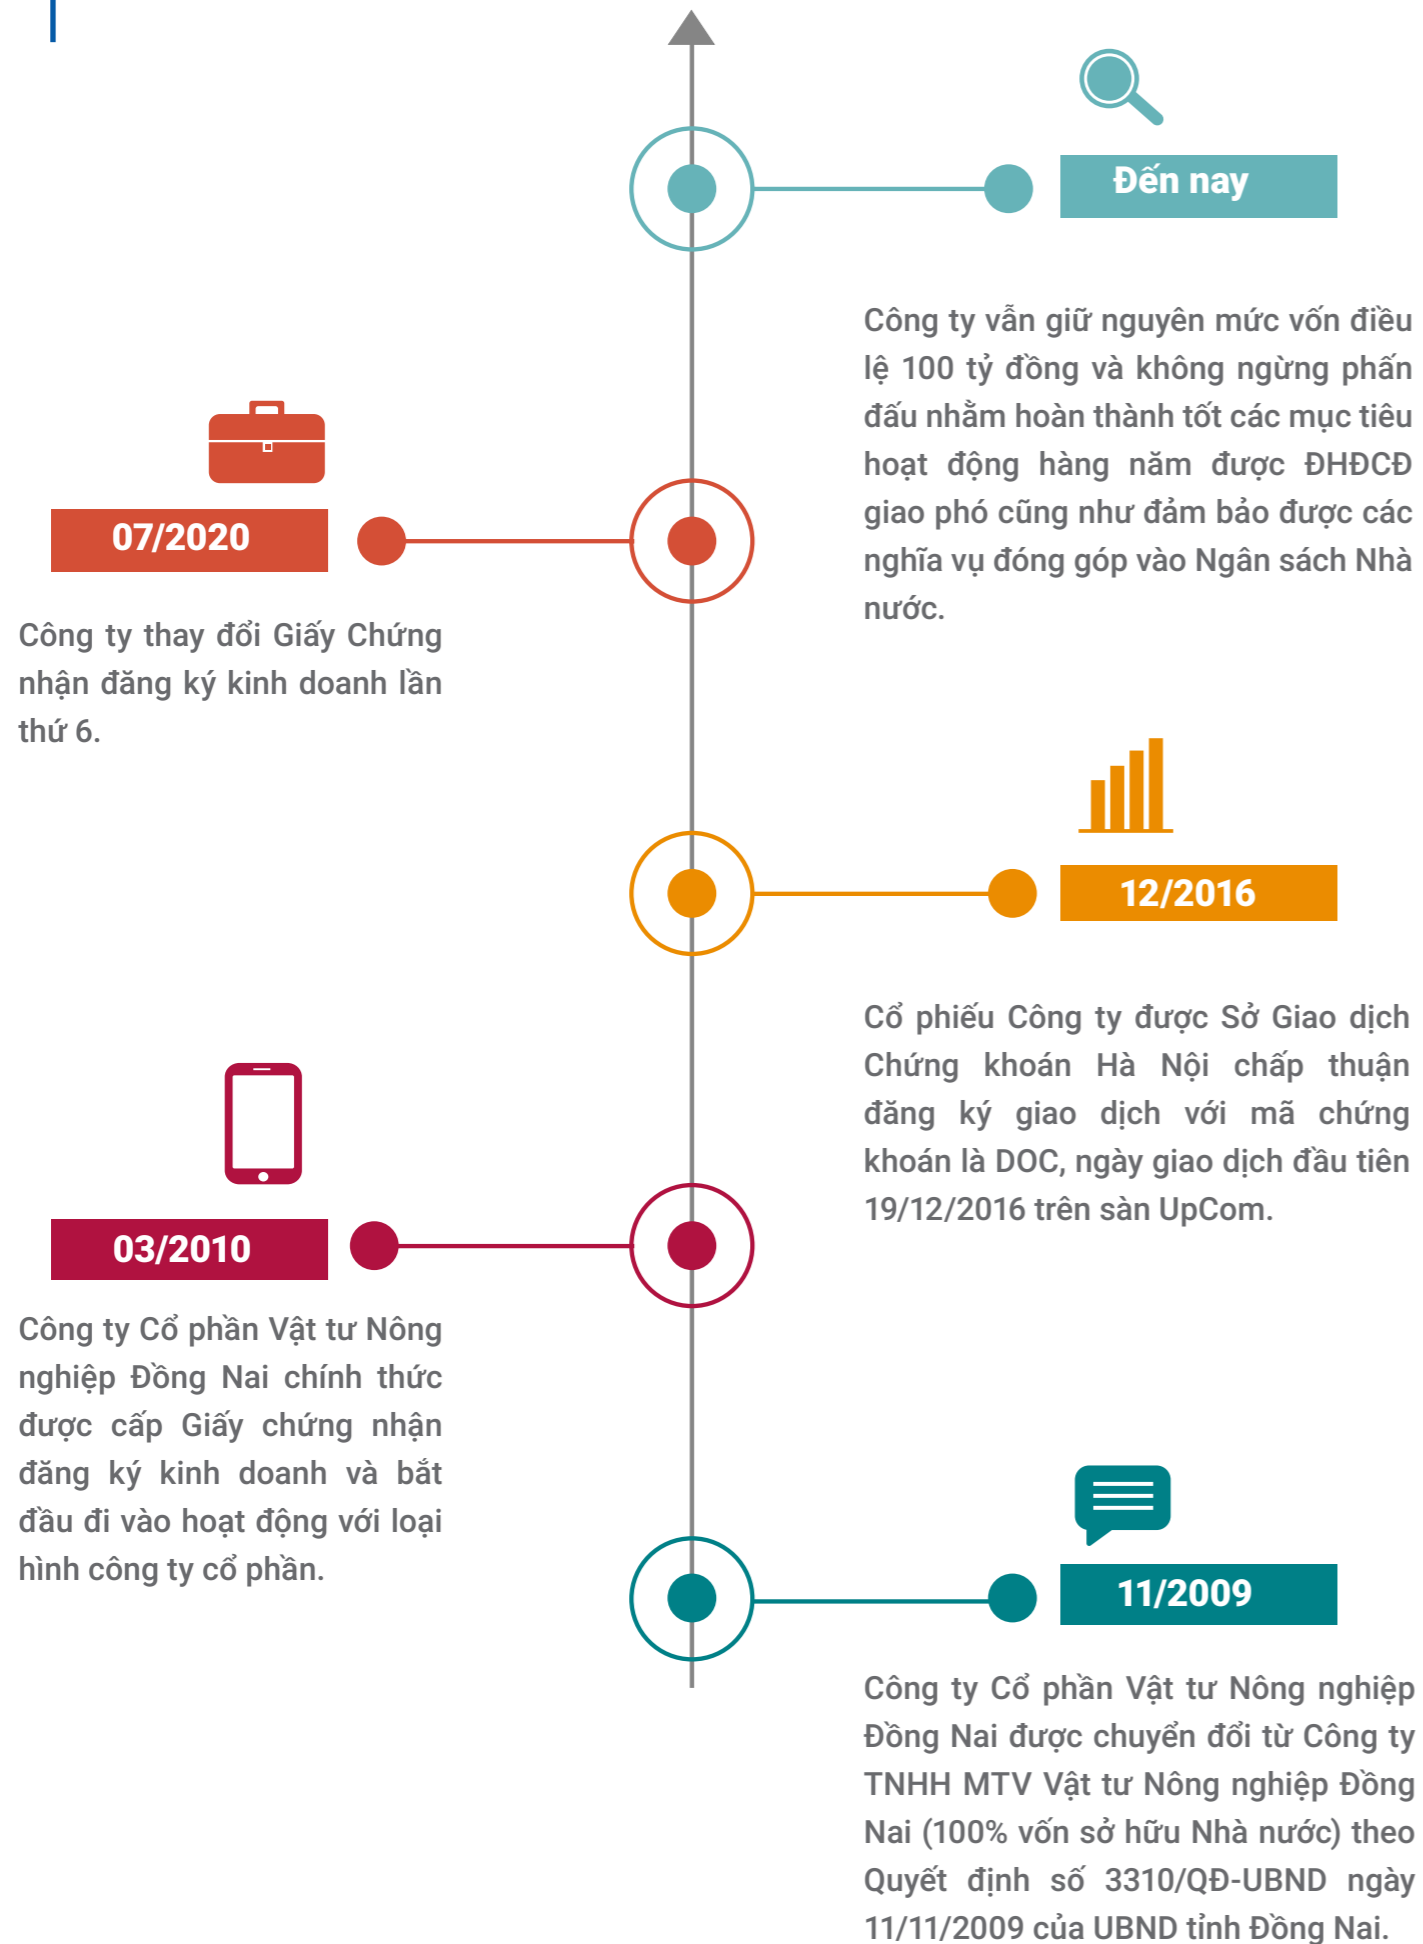 Đến nay
Công ty vẫn giữ nguyên mức vốn điều
lệ 100 tỷ đồng và không ngừng phấn
đấu nhằm hoàn thành tốt các mục tiêu
hoạt động hàng năm được ĐHĐCĐ
giao phó cũng như đảm bảo được các
nghĩa vụ đóng góp vào Ngân sách Nhà
nước.
07/2020
Công ty thay đổi Giấy Chứng
nhận đăng ký kinh doanh lần
thứ 6.
12/2016
Cổ phiếu Công ty được Sở Giao dịch
Chứng khoán Hà Nội chấp thuận
đăng ký giao dịch với mã chứng
khoán là DOC, ngày giao dịch đầu tiên
19/12/2016 trên sàn UpCom.
03/2010
Công ty Cổ phần Vật tư Nông
nghiệp Đồng Nai chính thức
được cấp Giấy chứng nhận
đăng ký kinh doanh và bắt
đầu đi vào hoạt động với loại
hình công ty cổ phần.
11/2009
Công ty Cổ phần Vật tư Nông nghiệp
Đồng Nai được chuyển đổi từ Công ty
TNHH MTV Vật tư Nông nghiệp Đồng
Nai (100% vốn sở hữu Nhà nước) theo
Quyết định số 3310/QĐ-UBND ngày
11/11/2009 của UBND tỉnh Đồng Nai.